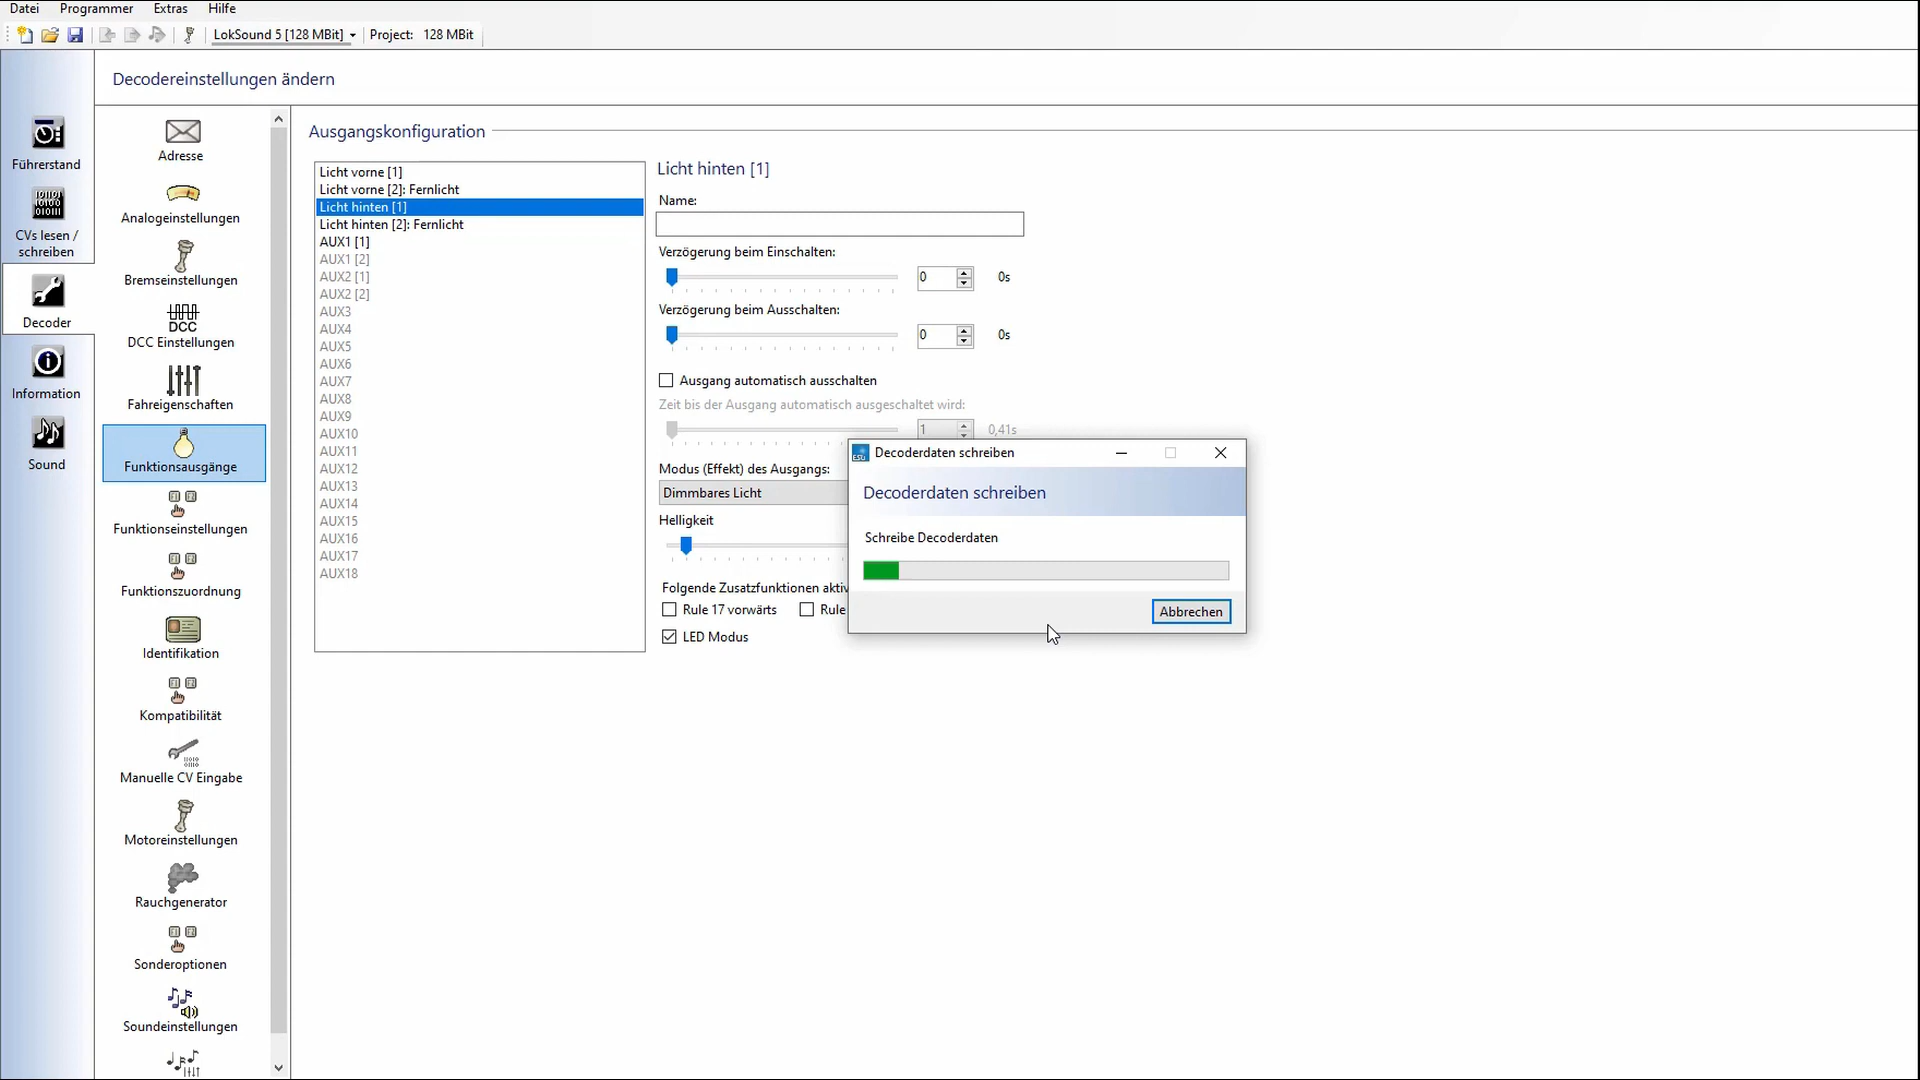 Datei Programmer Extras Hilfe
LokSound 5 [128 MBit] Project: 128 MBit
Decodereinstellungen ändern
Führerstand
CVs lesen /
schreiben
Decoder
Information
Sound
Adresse
Analogeinstellungen
Bremseinstellungen
DCC
DCC Einstellungen
Fahreigenschaften
Funktionsausgänge
Funktionseinstellungen
Funktionszuordnung
Identifikation
Kompatibilität
Manuelle CV Eingabe
Motoreinstellungen
Rauchgenerator
Sonderoptionen
Soundeinstellungen
Ausgangskonfiguration
Licht vorne [1]
Licht vorne [2]: Fernlicht
Licht hinten [1]
Licht hinten [2]: Fernlicht
AUX1 [1]
AUX1 [2]
AUX2 [1]
AUX2 [2]
AUX3
AUX4
AUX5
AUX6
AUX7
AUX8
AUX9
AUX10
AUX11
AUX12
AUX13
AUX14
AUX15
AUX16
AUX17
AUX18
Licht hinten [1]
Name:
Verzögerung beim Einschalten:
0 0s
Verzögerung beim Ausschalten:
0 0s
Ausgang automatisch ausschalten
Zeit bis der Ausgang automatisch ausgeschaltet wird:
1 0,41s
Modus (Effekt) des Ausgangs:
Dimmbares Licht
Helligkeit
Folgende Zusatzfunktionen aktiv
Rule 17 vorwärts Rule
LED Modus
ESU Decoderdaten schreiben
Decoderdaten schreiben
Schreibe Decoderdaten
Abbrechen